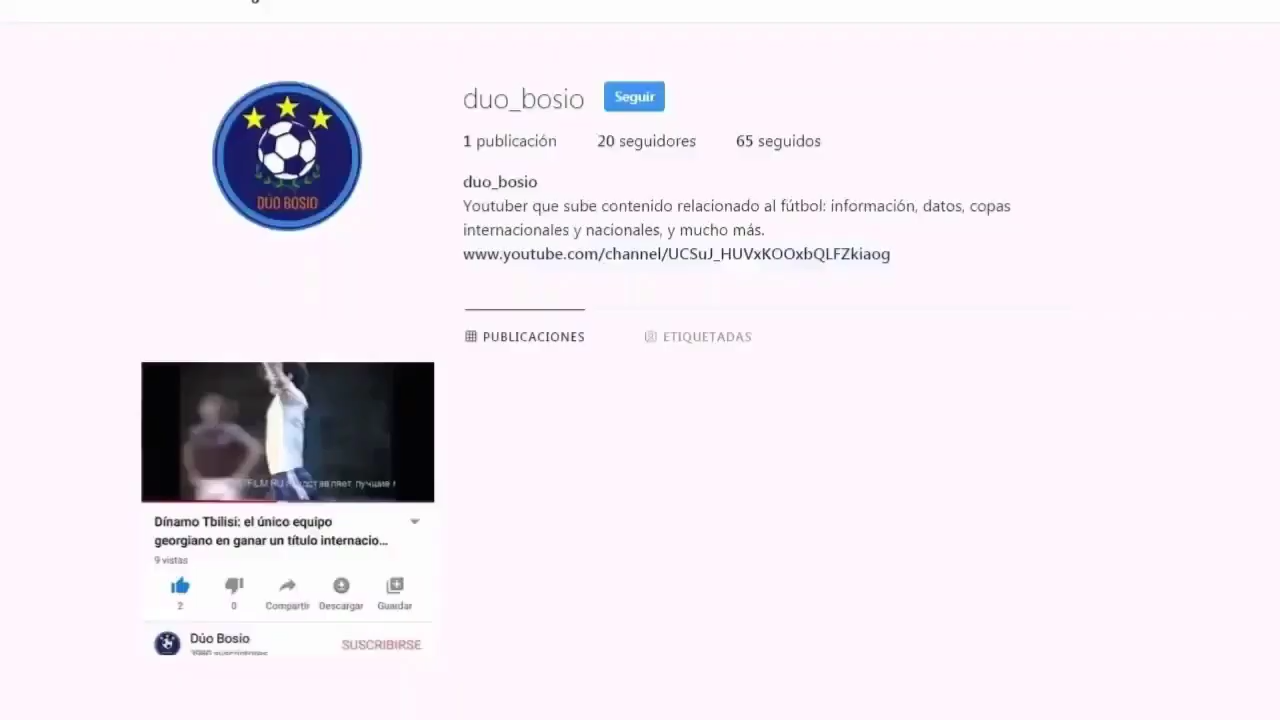 duo_bosio Seguir
1 publicación 20 seguidores 65 seguidos
duo_bosio
Youtuber que sube contenido relacionado al fútbol: información, datos, copas
internacionales y nacionales, y mucho más.
www.youtube.com/channel/UCSuJ_HUVxKOOxbQLFZkiaog
DÚO BOSIO
PUBLICACIONES ETIQUETADAS
лучшие
Dínamo Tbilisi: el único equipo
georgiano en ganar un título internacio...
9 vistas
2 0 Compartir Descargar Guardar
Dúo Bosio
SUSCRIBIRSE